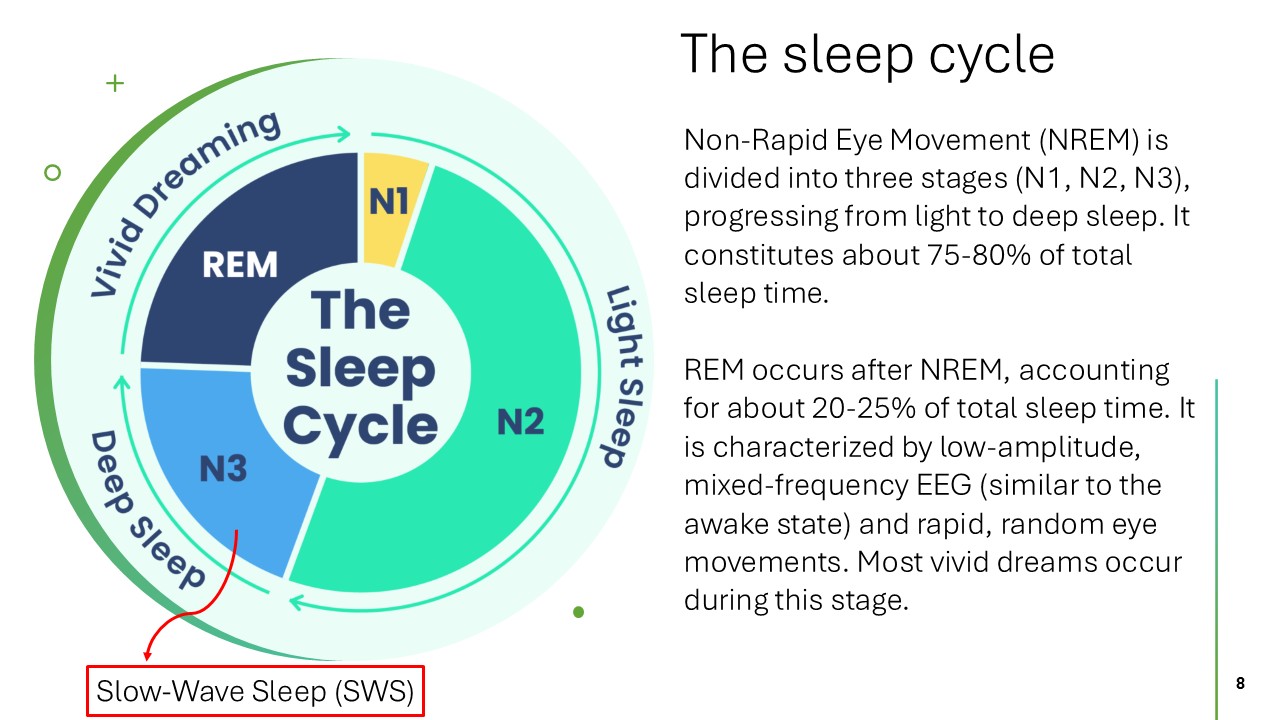 The sleep cycle
Non-Rapid Eye Movement (NREM) is
divided into three stages (N1, N2, N3),
progressing from light to deep sleep. It
constitutes about 75-80% of total
sleep time.
REM occurs after NREM, accounting
for about 20-25% of total sleep time. It
is characterized by low-amplitude,
mixed-frequency EEG (similar to the
awake state) and rapid, random eye
movements. Most vivid dreams occur
during this stage.
Vivid Dreaming
Light Sleep
Deep Sleep
N1
REM
N2
N3
The
Sleep
Cycle
Slow-Wave Sleep (SWS)
8